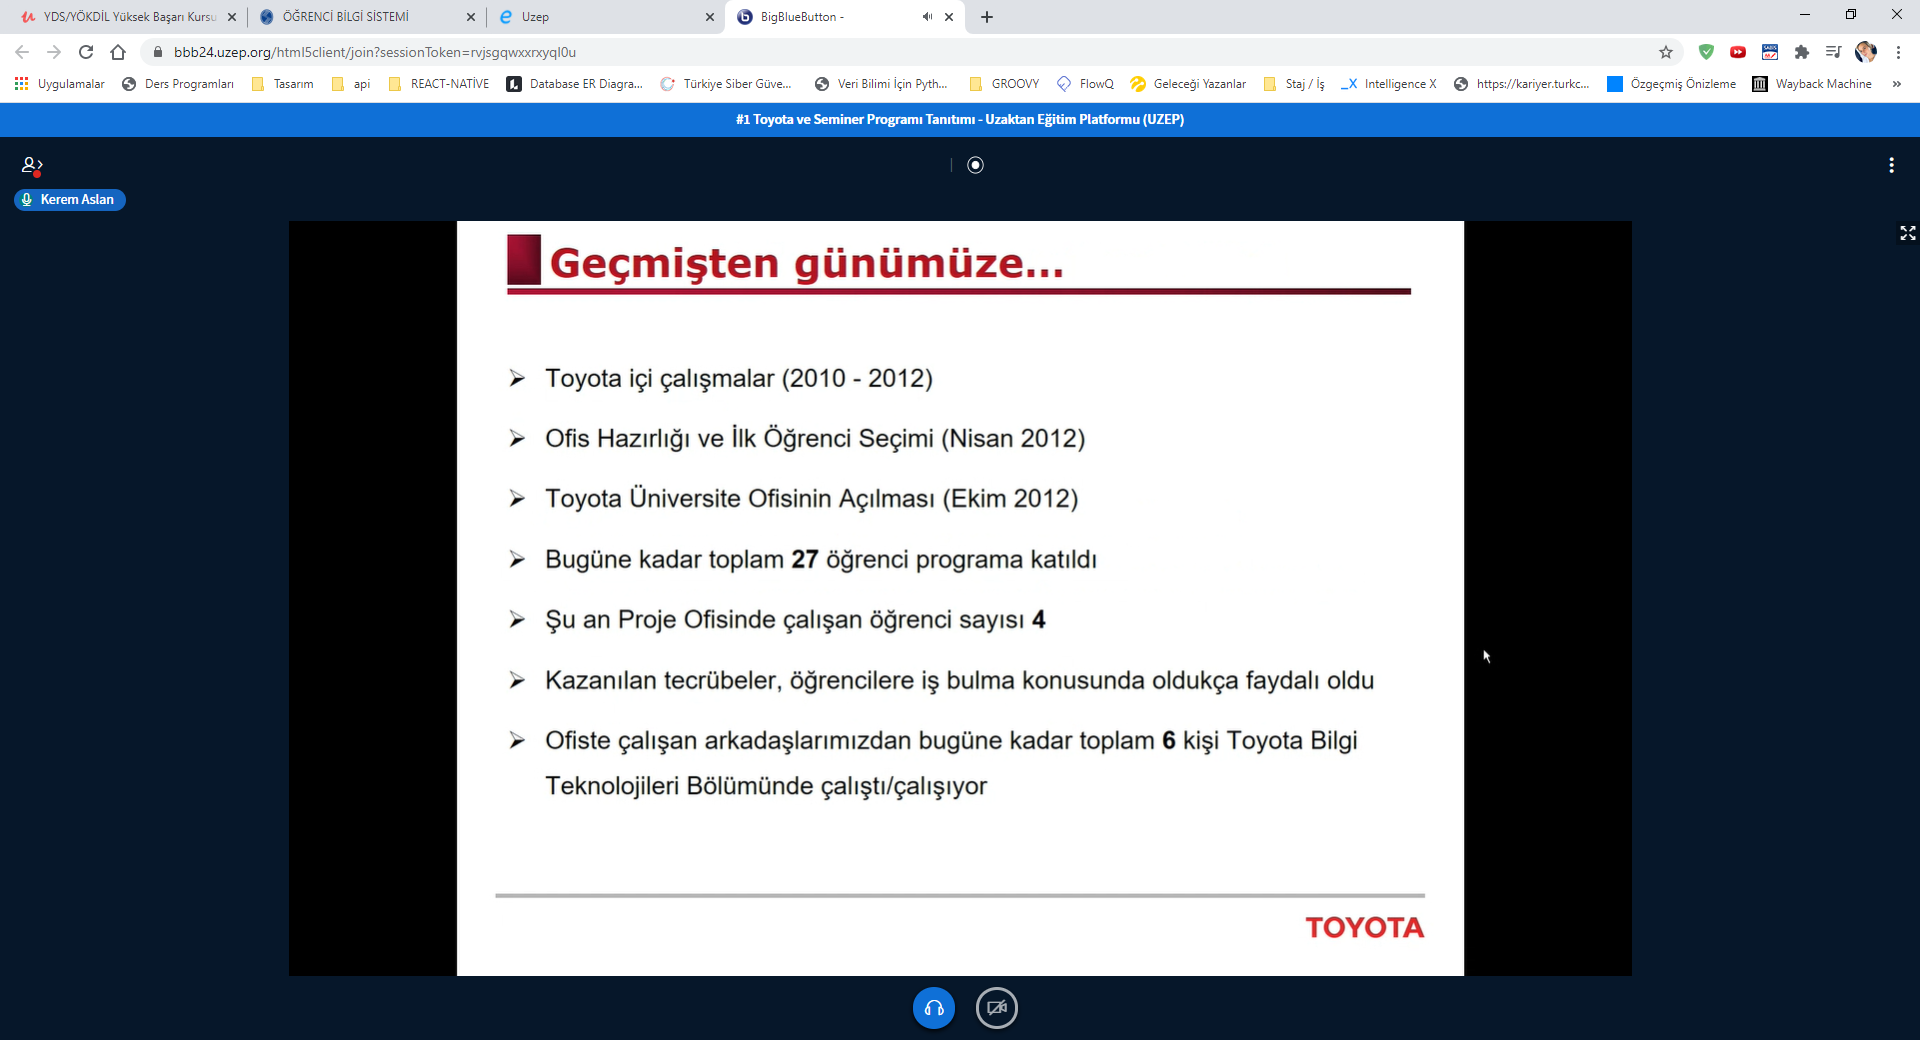 YDS/YÖKDİL Yüksek Başarı Kursu
ÖĞRENCİ BİLGİ SİSTEMİ
Uzep
BigBlueButton -
bbb24.uzep.org/html5client/join?sessionToken=rvjsgqwxxrxyql0u
Uygulamalar
Ders Programları
Tasarım
api
REACT-NATİVE
Database ER Diagra...
Türkiye Siber Güve...
Veri Bilimi İçin Pyth...
GROOVY
FlowQ
Geleceği Yazanlar
Staj / İş
Intelligence X
https://kariyer.turkc...
Özgeçmiş Önizleme
Wayback Machine
»
#1 Toyota ve Seminer Programı Tanıtımı - Uzaktan Eğitim Platformu (UZEP)
Kerem Aslan
Geçmişten günümüze...
➢ Toyota içi çalışmalar (2010 - 2012)
➢ Ofis Hazırlığı ve İlk Öğrenci Seçimi (Nisan 2012)
➢ Toyota Üniversite Ofisinin Açılması (Ekim 2012)
➢ Bugüne kadar toplam 27 öğrenci programa katıldı
➢ Şu an Proje Ofisinde çalışan öğrenci sayısı 4
➢ Kazanılan tecrübeler, öğrencilere iş bulma konusunda oldukça faydalı oldu
➢ Ofiste çalışan arkadaşlarımızdan bugüne kadar toplam 6 kişi Toyota Bilgi
Teknolojileri Bölümünde çalıştı/çalışıyor
TOYOTA